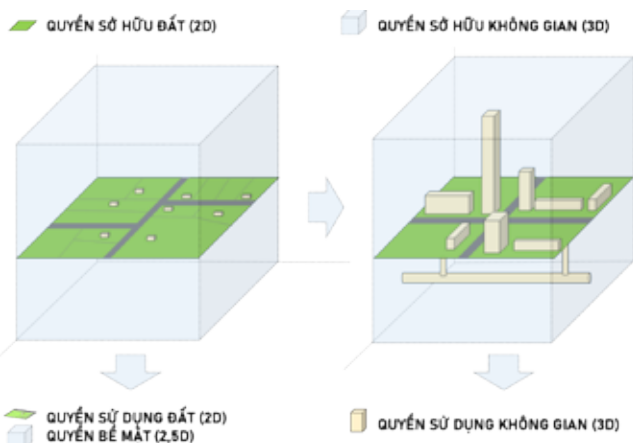 QUYỀN SỞ HỮU ĐẤT (2D)
QUYỀN SỞ HỮU KHÔNG GIAN (3D)
QUYỀN SỬ DỤNG ĐẤT (2D)
QUYỀN BỀ MẶT (2,5D)
QUYỀN SỬ DỤNG KHÔNG GIAN (3D)